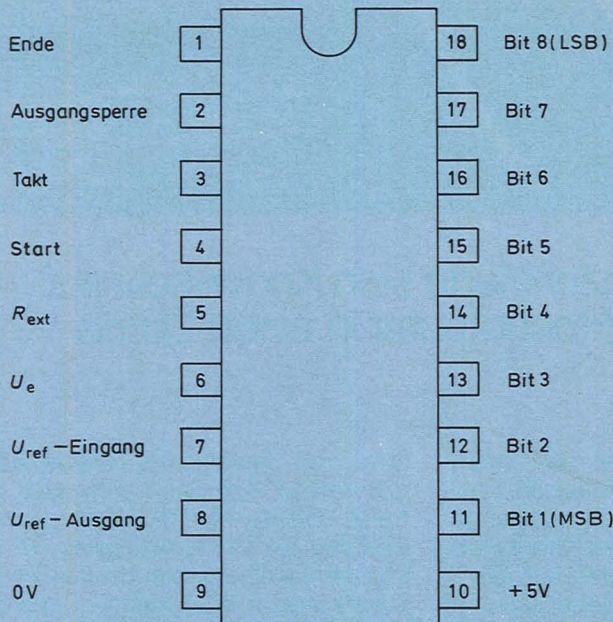 Ende 1 18 Bit 8(LSB)
Ausgangsperre 2 17 Bit 7
Takt 3 16 Bit 6
Start 4 15 Bit 5
Rext 5 14 Bit 4
Ue 6 13 Bit 3
Uref-Eingang 7 12 Bit 2
Uref-Ausgang 8 11 Bit 1(MSB)
0V 9 10 +5V